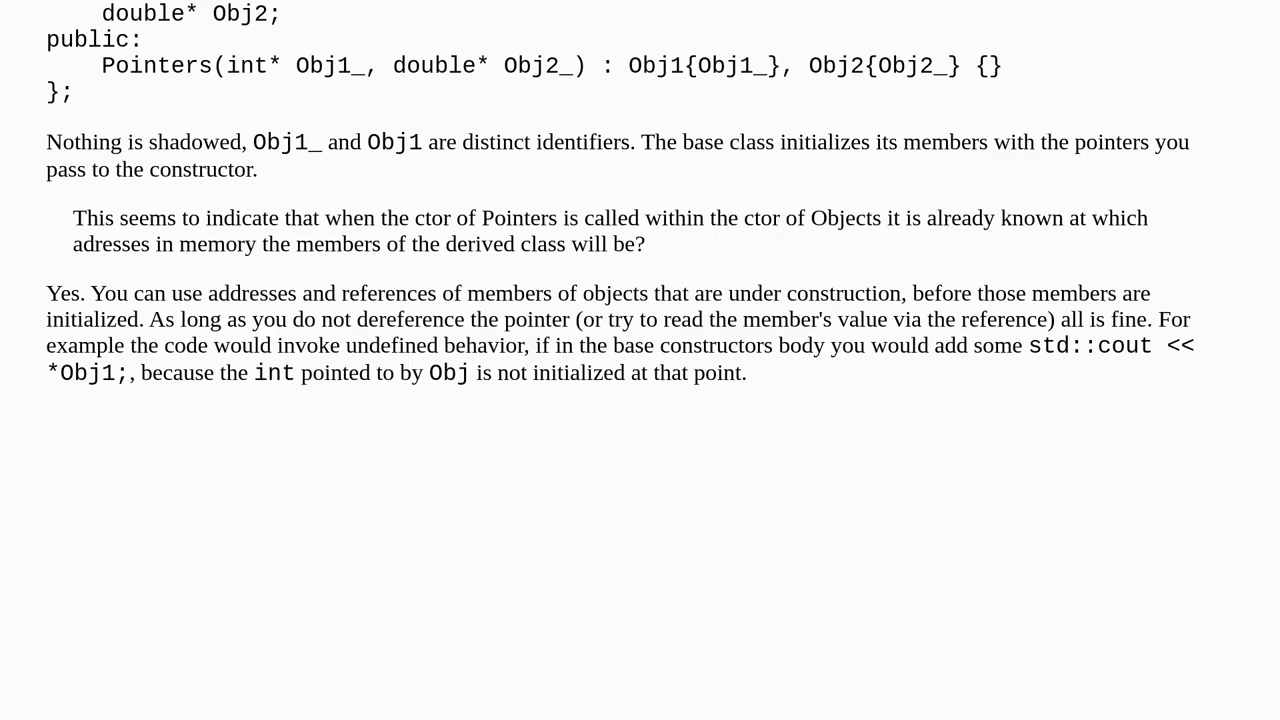 double* Obj2;
public:
Pointers(int* Obj1_, double* Obj2_) : Obj1{Obj1_}, Obj2{Obj2_} {}
};
Nothing is shadowed, Obj1_ and Obj1 are distinct identifiers. The base class initializes its members with the pointers you
pass to the constructor.
This seems to indicate that when the ctor of Pointers is called within the ctor of Objects it is already known at which
adresses in memory the members of the derived class will be?
Yes. You can use addresses and references of members of objects that are under construction, before those members are
initialized. As long as you do not dereference the pointer (or try to read the member's value via the reference) all is fine. For
example the code would invoke undefined behavior, if in the base constructors body you would add some std::cout <<
*Obj1;, because the int pointed to by Obj is not initialized at that point.